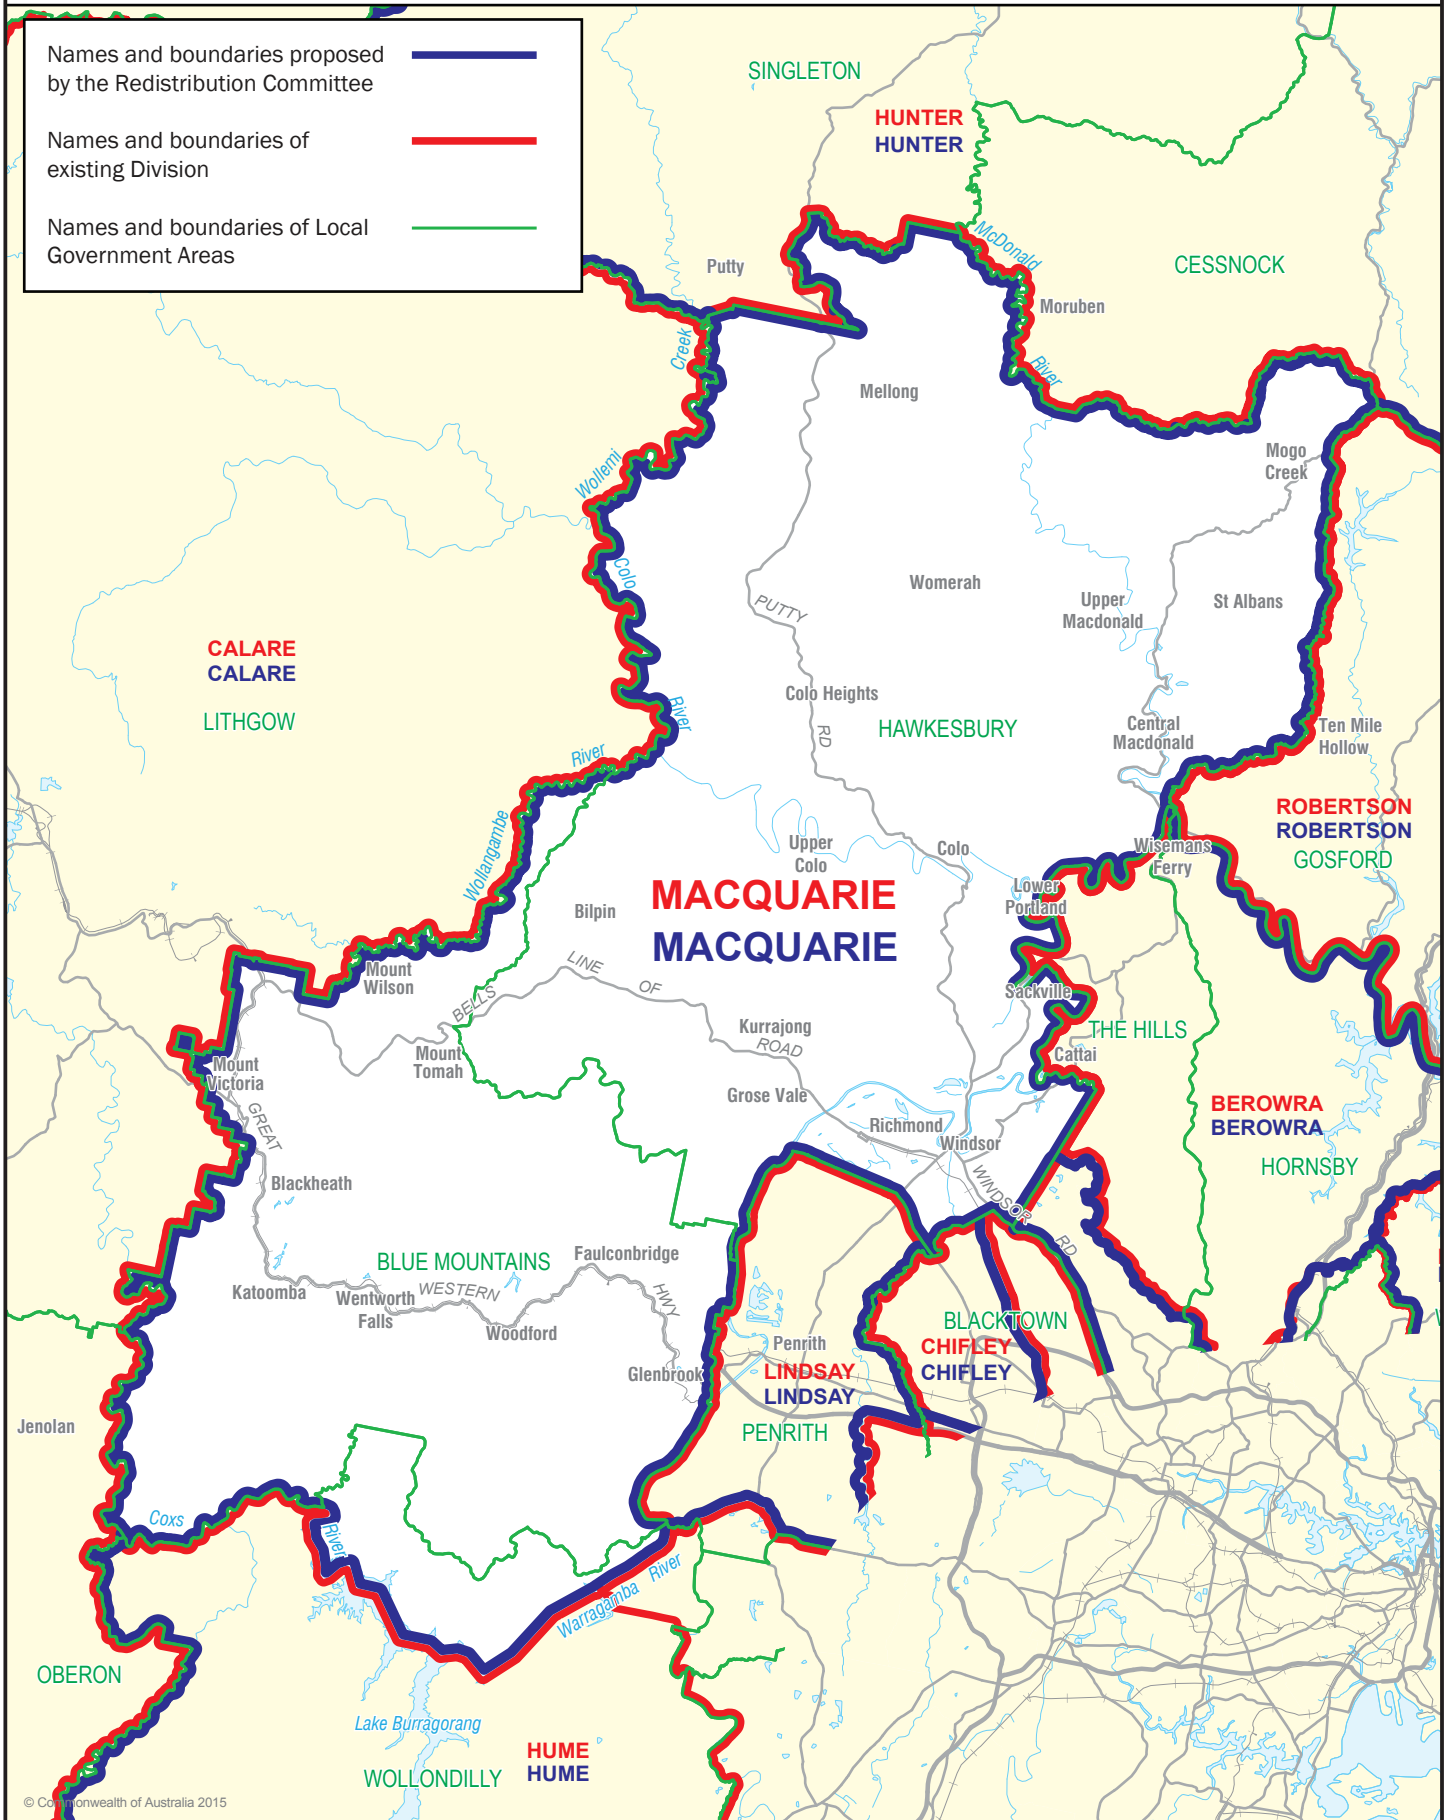 Names and boundaries proposed
by the Redistribution Committee
Names and boundaries of
existing Division
Names and boundaries of Local
Government Areas
SINGLETON
HUNTER
HUNTER
McDonald
CESSNOCK
Putty
Moruben
Creek
River
Mellong
Mogo
Creek
Wollemi
Colo
Womerah
PUTTY
Upper
Macdonald
St Albans
CALARE
CALARE
LITHGOW
Colo Heights
River
RD
HAWKESBURY
Central
Macdonald
Ten Mile
Hollow
River
ROBERTSON
ROBERTSON
GOSFORD
Wollangambe
Upper
Colo
Colo
Wisemans
Ferry
Lower
Portland
MACQUARIE
MACQUARIE
Bilpin
LINE
OF
Mount
Wilson
BELLS
Sackville
Kurrajong
ROAD
THE HILLS
Mount
Tomah
Cattai
Mount
Victoria
Grose Vale
BEROWRA
BEROWRA
GREAT
Richmond
Windsor
HORNSBY
Blackheath
WINDSOR
RD
BLUE MOUNTAINS
Faulconbridge
Katoomba
Wentworth
Falls
WESTERN
HWY
Woodford
BLACKTOWN
Penrith
CHIFLEY
CHIFLEY
Glenbrook
LINDSAY
LINDSAY
PENRITH
Jenolan
Coxs
River
Warragamba River
OBERON
Lake Burragorang
HUME
HUME
WOLLONDILLY
© Commonwealth of Australia 2015